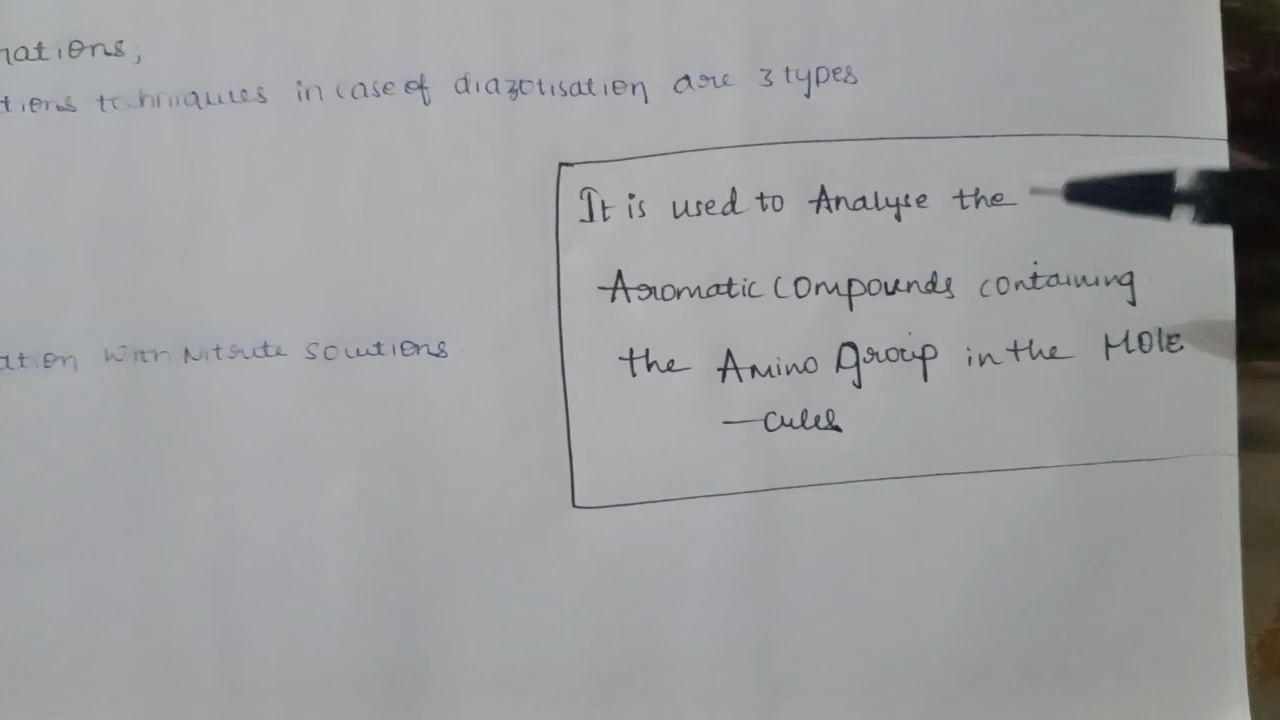 nations,
tions techniques in case of diazotisation are 3 types
It is used to Analyse the
Aromatic compounds containing
ation with Nitrite solutions
the Amino Group in the Mole
-cules